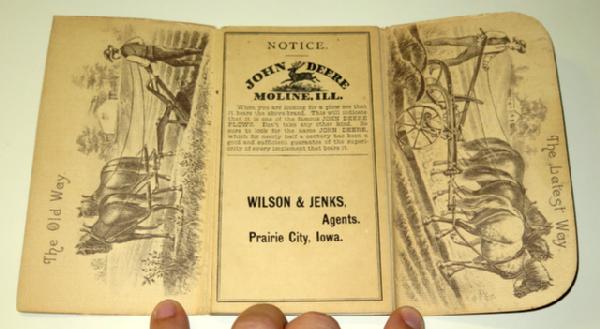 The Old Way
NOTICE.
JOHN DEERE
MOLINE, ILL.
When you are looking for a plow see that
it bears the above brand. This will indicate
that it is one of the famous JOHN DEERE
PLOWS. Don't take any other kind. Be
sure to look for the name JOHN DEERE,
which for nearly half a century has been a
good and sufficient guarantee of the superi-
ority of every implement that bears it.
WILSON & JENKS,
Agents.
Prairie City, Iowa.
The Latest Way